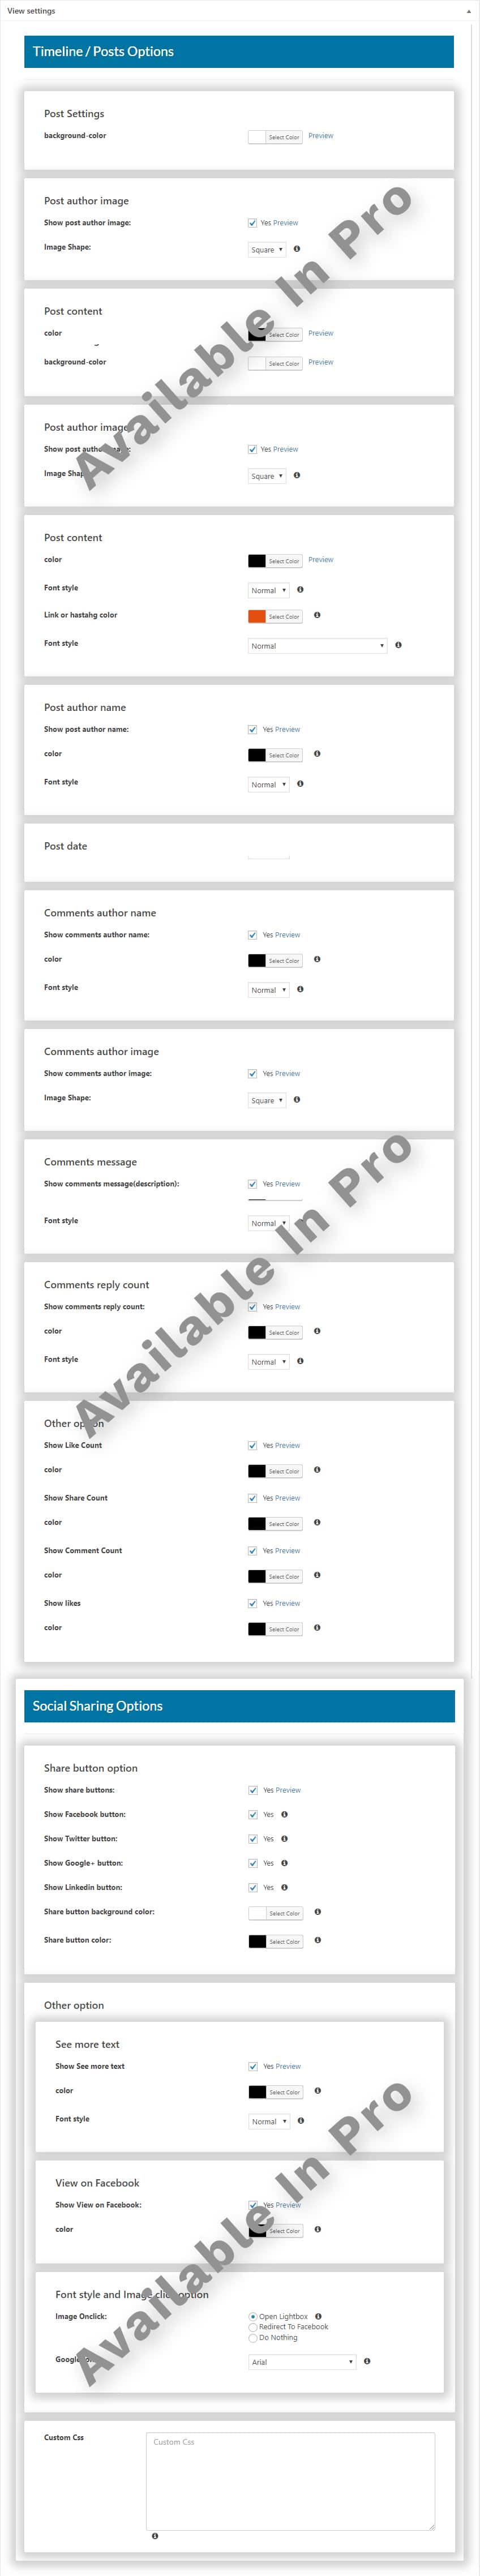 View settings
Timeline / Posts Options
Post Settings
background-color Select Color Preview
Post author image
Show post author image: Yes Preview
Image Shape: Square
Available In Pro
Post content
color Select Color Preview
background-color Select Color Preview
Post author image
Show post author image: Yes Preview
Image Shape: Square
Post content
color Select Color Preview
Font style Normal
Link or hastahg color Select Color
Font style Normal
Post author name
Show post author name: Yes Preview
color Select Color
Font style Normal
Post date
Comments author name
Show comments author name: Yes Preview
color Select Color
Font style Normal
Comments author image
Show comments author image: Yes Preview
Image Shape: Square
Available In Pro
Comments message
Show comments message(description): Yes Preview
Font style Normal
Comments reply count
Show comments reply count: Yes Preview
color Select Color
Font style Normal
Other option
Show Like Count Yes Preview
color Select Color
Show Share Count Yes Preview
color Select Color
Show Comment Count Yes Preview
color Select Color
Show likes Yes Preview
color Select Color
Social Sharing Options
Share button option
Show share buttons: Yes Preview
Show Facebook button: Yes
Show Twitter button: Yes
Show Google+ button: Yes
Show Linkedin button: Yes
Share button background color: Select Color
Share button color: Select Color
Other option
See more text
Show See more text Yes Preview
color Select Color
Font style Normal
Available In Pro
View on Facebook
Show View on Facebook: Yes Preview
color Select Color
Font style and Image click option
Image Onclick: Open Lightbox
Redirect To Facebook
Do Nothing
Google Arial
Custom Css Custom Css